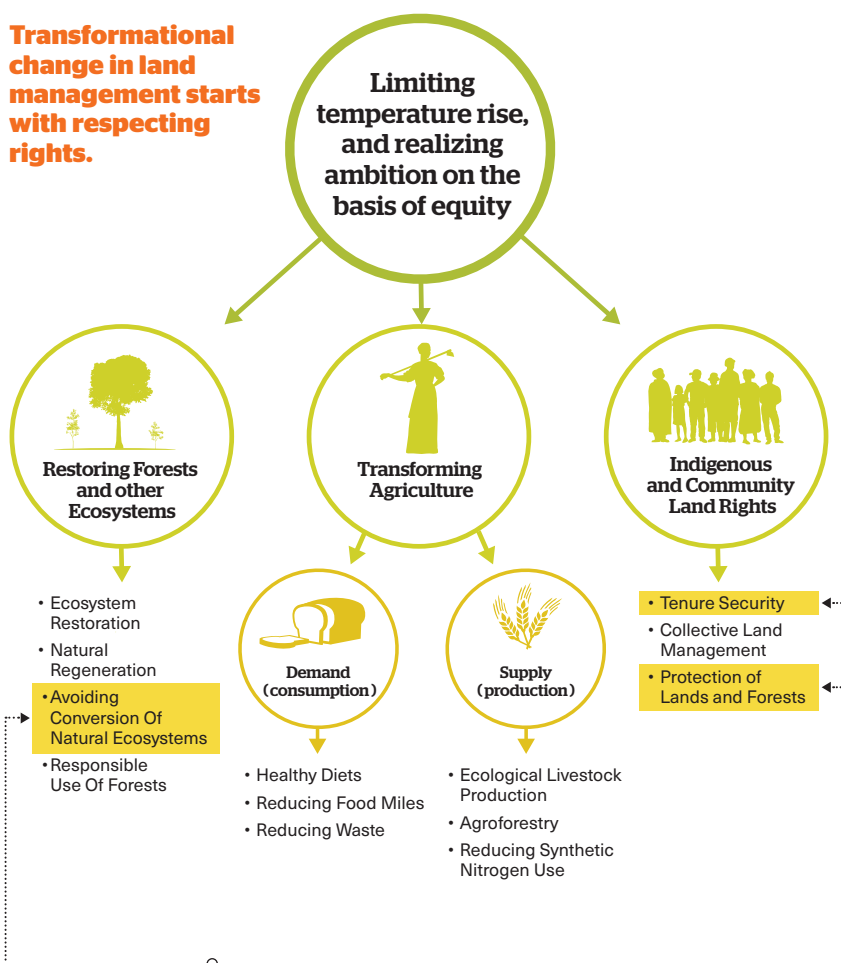 Transformational
change in land
management starts
with respecting
rights.
Limiting
temperature rise,
and realizing
ambition on the
basis of equity
Restoring Forests
and other
Ecosystems
Transforming
Agriculture
Indigenous
and Community
Land Rights
• Ecosystem
Restoration
• Natural
Regeneration
• Avoiding
Conversion Of
Natural Ecosystems
• Responsible
Use Of Forests
Demand
(consumption)
• Healthy Diets
• Reducing Food Miles
• Reducing Waste
Supply
(production)
• Ecological Livestock
Production
• Agroforestry
• Reducing Synthetic
Nitrogen Use
• Tenure Security
• Collective Land
Management
• Protection of
Lands and Forests